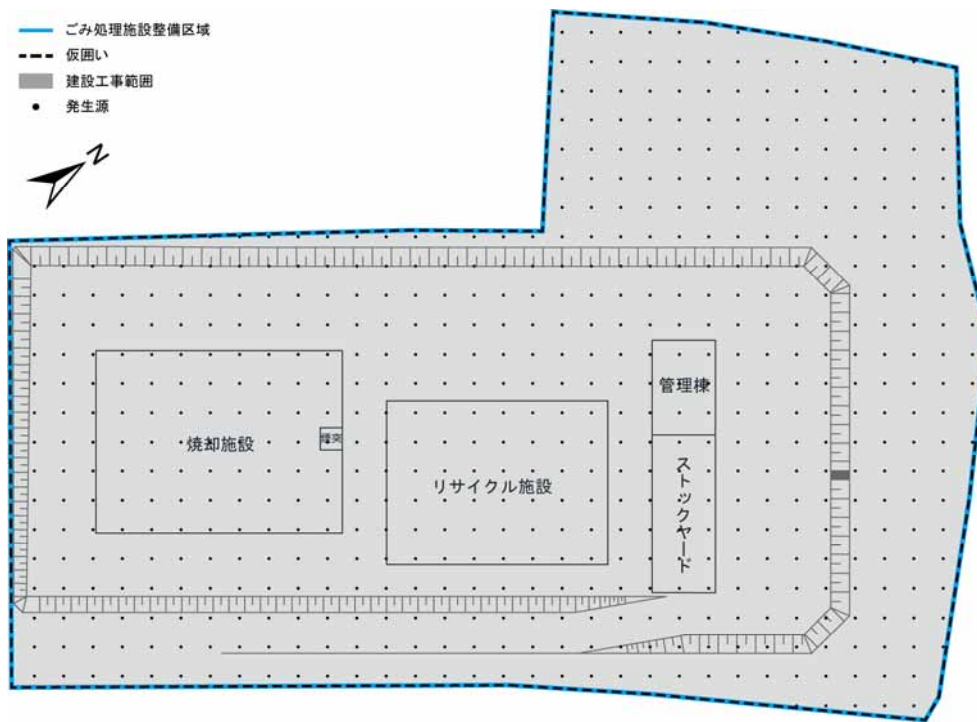 ごみ処理施設整備区域
仮囲い
建設工事範囲
発生源
N
管理棟
焼却施設
煙突
リサイクル施設
ストックヤード